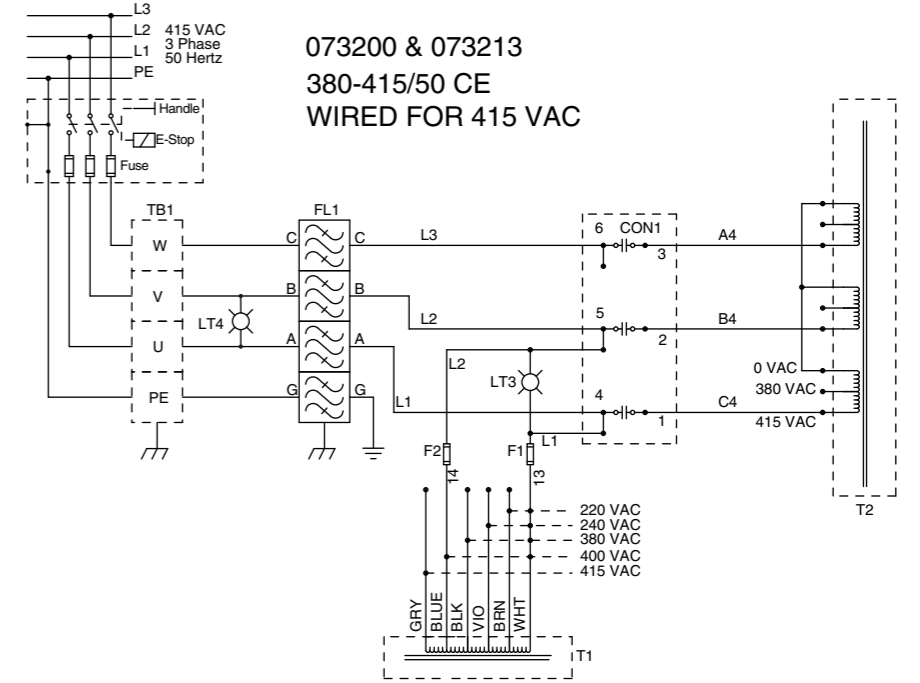 L3
L2
L1
PE
415 VAC
3 Phase
50 Hertz
073200 & 073213
380-415/50 CE
WIRED FOR 415 VAC
Handle
E-Stop
Fuse
TB1
FL1
W
C
C
L3
6
CON1
3
A4
V
B
B
L2
5
2
B4
LT4
U
A
A
L2
LT3
0 VAC
380 VAC
415 VAC
PE
G
G
L1
4
1
C4
L1
F2
F1
14
13
T2
220 VAC
240 VAC
380 VAC
400 VAC
415 VAC
GRY
BLUE
BLK
VIO
BRN
WHT
T1